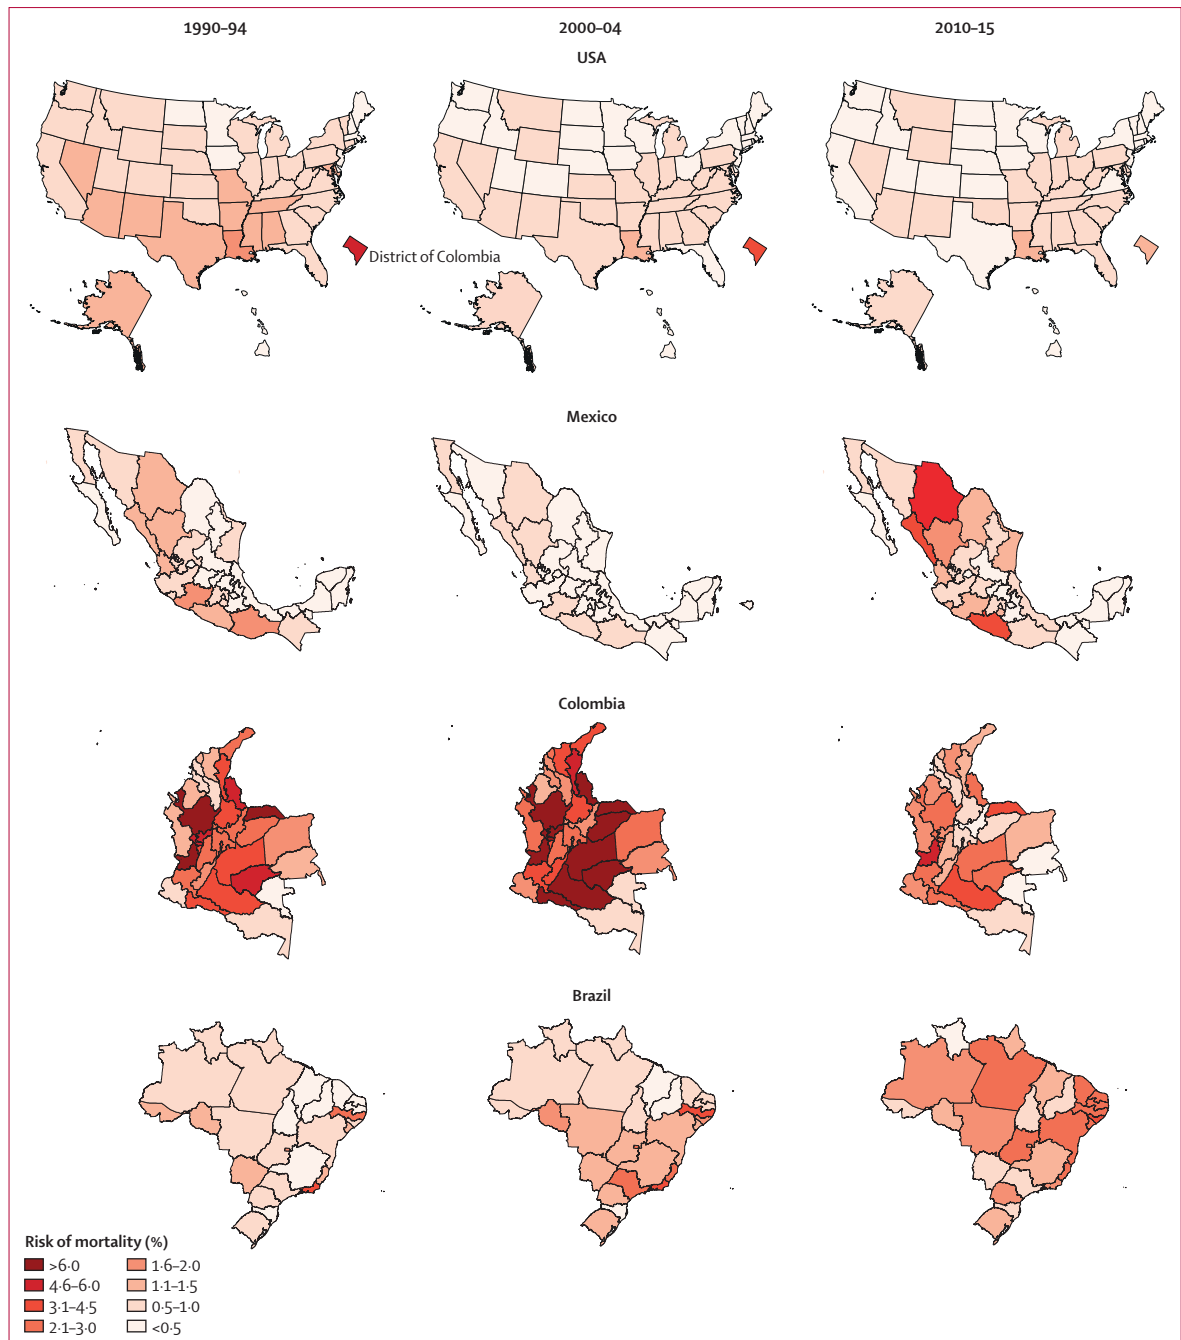 1990–94 2000–04 2010–15
USA
District of Colombia
Mexico
Colombia
Brazil
Risk of mortality (%)
>6·0 1·6–2·0
4·6–6·0 1·1–1·5
3·1–4·5 0·5–1·0
2·1–3·0 <0·5